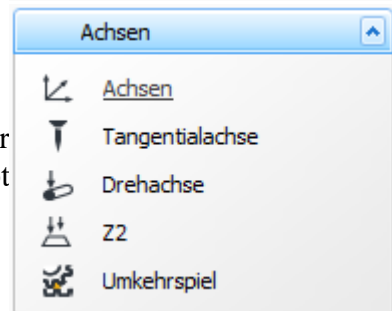 Achsen
Achsen
r
Tangentialachse
t
Drehachse
Z2
Umkehrspiel